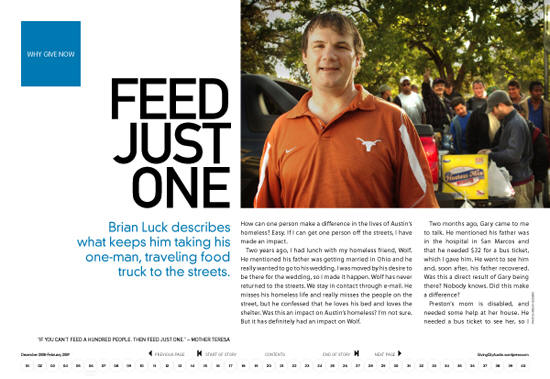 WHY GIVE NOW
FEED
JUST
ONE
Brian Luck describes
what keeps him taking his
one-man, traveling food
truck to the streets.
"IF YOU CAN'T FEED A HUNDRED PEOPLE, THEN FEED JUST ONE." – MOTHER TERESA
How can one person make a difference in the lives of Austin's
homeless? Easy. If I can get one person off the streets, I have
made an impact.
Two years ago, I had lunch with my homeless friend, Wolf.
He mentioned his father was getting married in Ohio and he
really wanted to go to his wedding. I was moved by his desire to
be there for the wedding, so I made it happen. Wolf has never
returned to the streets. We stay in contact through e-mail. He
misses his homeless life and really misses the people on the
street, but he confessed that he loves his bed and loves the
shelter. Was this an impact on Austin's homeless? I'm not sure.
But it has definitely had an impact on Wolf.
Two months ago, Gary came to me
to talk. He mentioned his father was
in the hospital in San Marcos and
that he needed $32 for a bus ticket,
which I gave him. He went to see him
and, soon after, his father recovered.
Was this a direct result of Gary being
there? Nobody knows. Did this make
a difference?
Preston's mom is disabled, and
needed some help at her house. He
needed a bus ticket to see her, so I
December 2008-February 2009
PREVIOUS PAGE
START OF STORY
CONTENTS
END OF STORY
NEXT PAGE
GivingCityAustin.wordpress.com